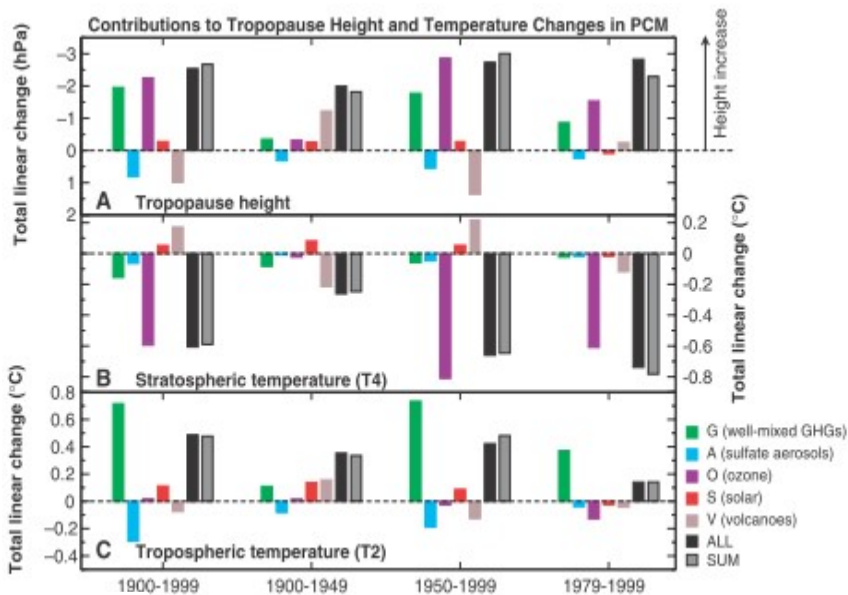 Contributions to Tropopause Height and Temperature Changes in PCM
Total linear change (hPa)
−3
−2
−1
0
1
2
A Tropopause height
Height increase
B Stratospheric temperature (T4)
0.2
0
-0.2
-0.4
-0.6
-0.8
Total linear change (°C)
Total linear change (°C)
0.8
0.6
0.4
0.2
0
−0.2
−0.4
C Tropospheric temperature (T2)
1900-1999 1900-1949 1950-1999 1979-1999
G (well-mixed GHGs)
A (sulfate aerosols)
O (ozone)
S (solar)
V (volcanoes)
ALL
SUM